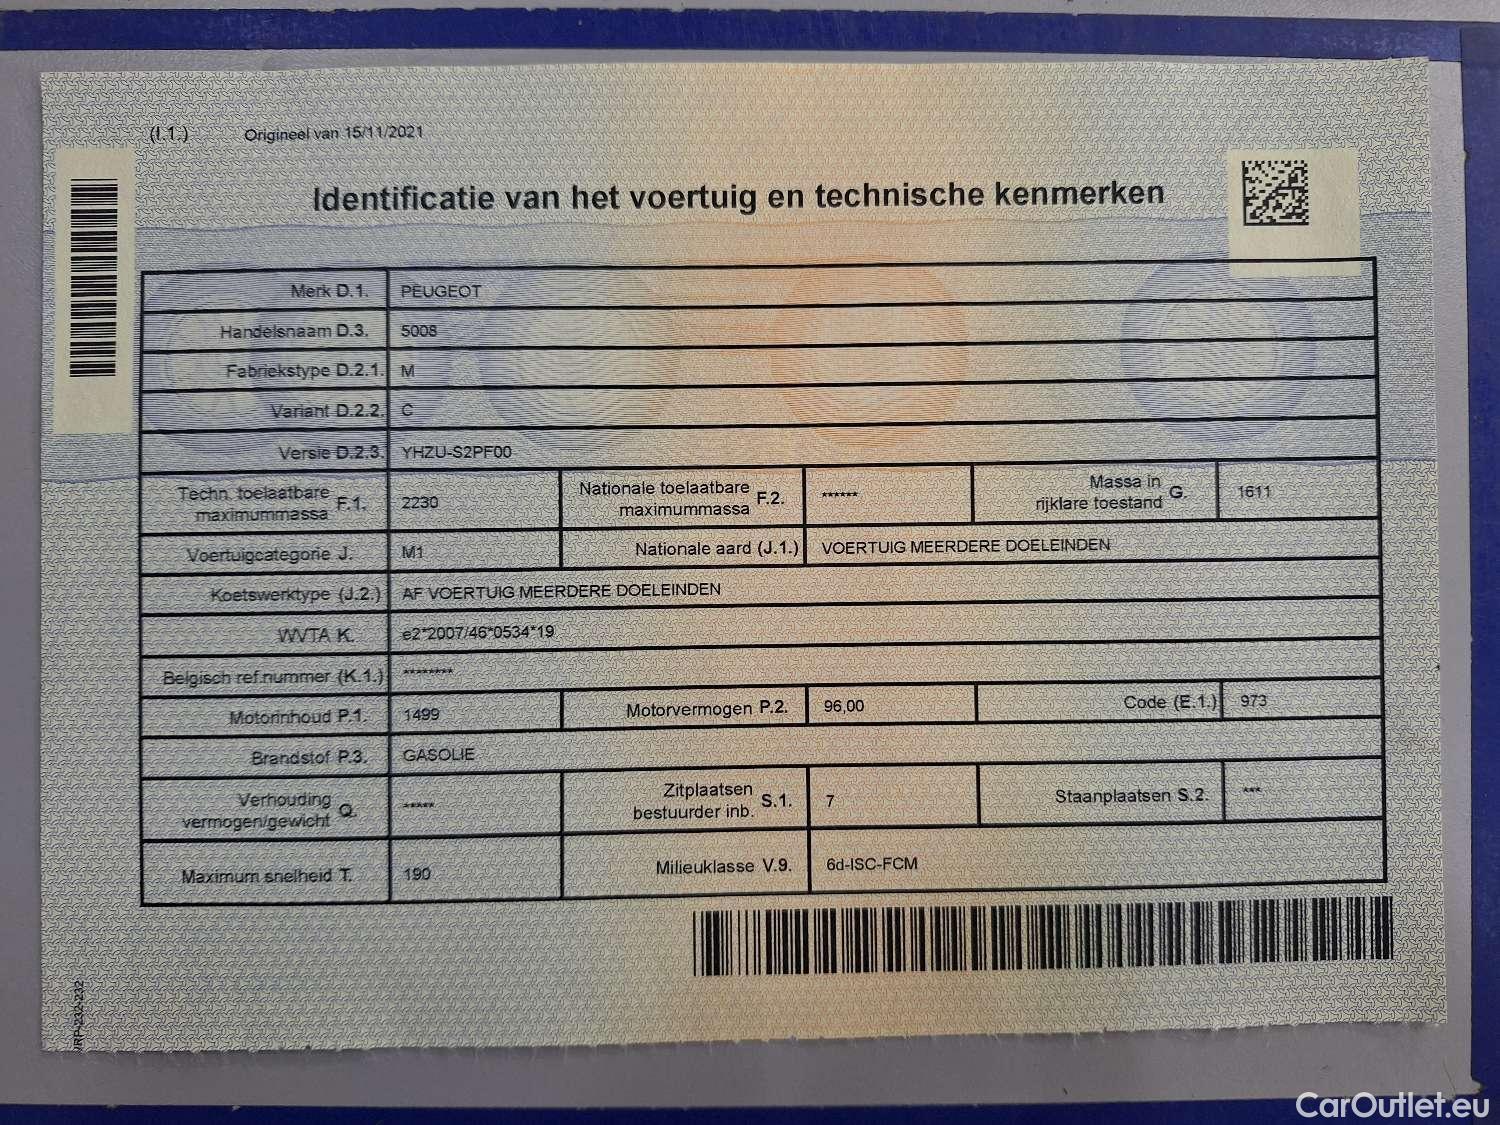 (I.1.) Origineel van 15/11/2021
Identificatie van het voertuig en technische kenmerken
Merk D.1. PEUGEOT
Handelsnaam D.3. 5008
Fabriekstype D.2.1. M
Variant D.2.2. C
Versie D.2.3. YHZU-S2PF00
Techn. toelaatbare maximummassa F.1. 2230 Nationale toelaatbare maximummassa F.2. ****** Massa in rijklare toestand G. 1611
Voertuigcategorie J. M1 Nationale aard (J.1.) VOERTUIG MEERDERE DOELEINDEN
Koetswerktype (J.2.) AF VOERTUIG MEERDERE DOELEINDEN
WVTA K. e2*2007/46*0534*19
Belgisch ref.nummer (K.1.) ********
Motorinhoud P.1. 1499 Motorvermogen P.2. 96,00 Code (E.1.) 973
Brandstof P.3. GASOLIE
Verhouding vermogen/gewicht Q. ***** Zitplaatsen bestuurder inb. S.1. 7 Staanplaatsen S.2. ***
Maximum snelheid T. 190 Milieuklasse V.9. 6d-ISC-FCM
CarOutlet.eu